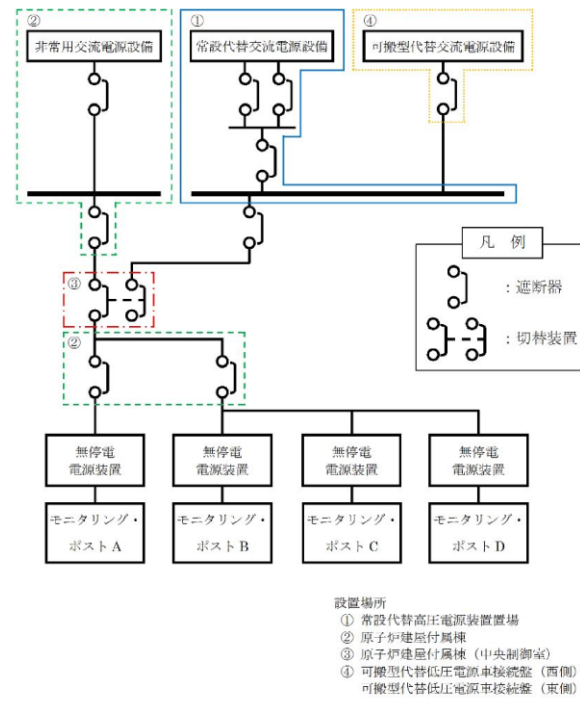 ② ① ④
非常用交流電源設備 常設代替交流電源設備 可搬型代替交流電源設備
凡 例
③
:遮断器
②
:切替装置
無停電 無停電 無停電 無停電
電源装置 電源装置 電源装置 電源装置
モニタリング・ モニタリング・ モニタリング・ モニタリング・
ポスト A ポスト B ポスト C ポスト D
設置場所
① 常設代替高圧電源装置置場
② 原子炉建屋付属棟
③ 原子炉建屋付属棟(中央制御室)
④ 可搬型代替低圧電源車接続盤(西側)
可搬型代替低圧電源車接続盤(東側)